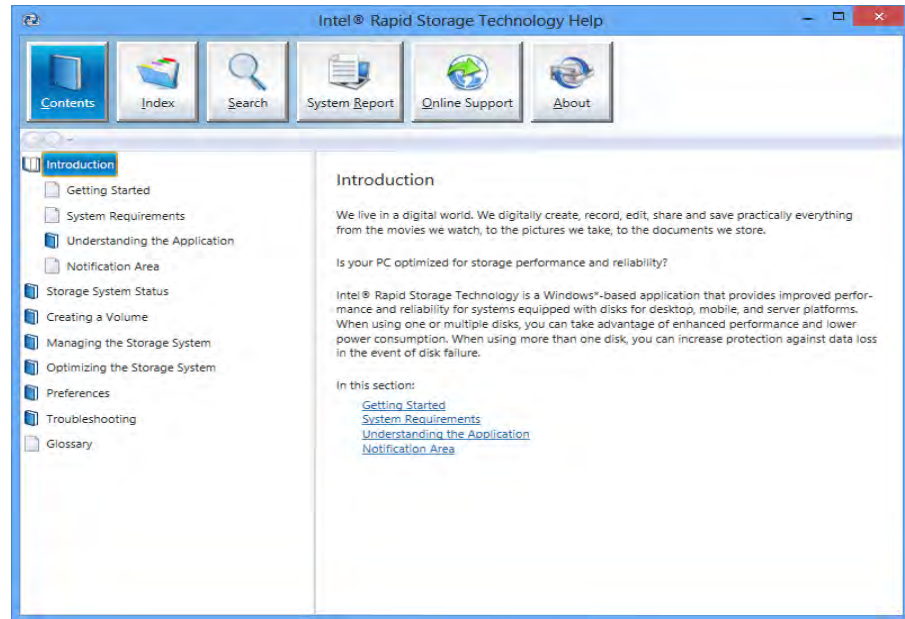 Intel® Rapid Storage Technology Help
Contents
Index
Search
System Report
Online Support
About
Introduction
Getting Started
System Requirements
Understanding the Application
Notification Area
Storage System Status
Creating a Volume
Managing the Storage System
Optimizing the Storage System
Preferences
Troubleshooting
Glossary
Introduction
We live in a digital world. We digitally create, record, edit, share and save practically everything
from the movies we watch, to the pictures we take, to the documents we store.
Is your PC optimized for storage performance and reliability?
Intel® Rapid Storage Technology is a Windows*-based application that provides improved perfor-
mance and reliability for systems equipped with disks for desktop, mobile, and server platforms.
When using one or multiple disks, you can take advantage of enhanced performance and lower
power consumption. When using more than one disk, you can increase protection against data loss
in the event of disk failure.
In this section:
Getting Started
System Requirements
Understanding the Application
Notification Area